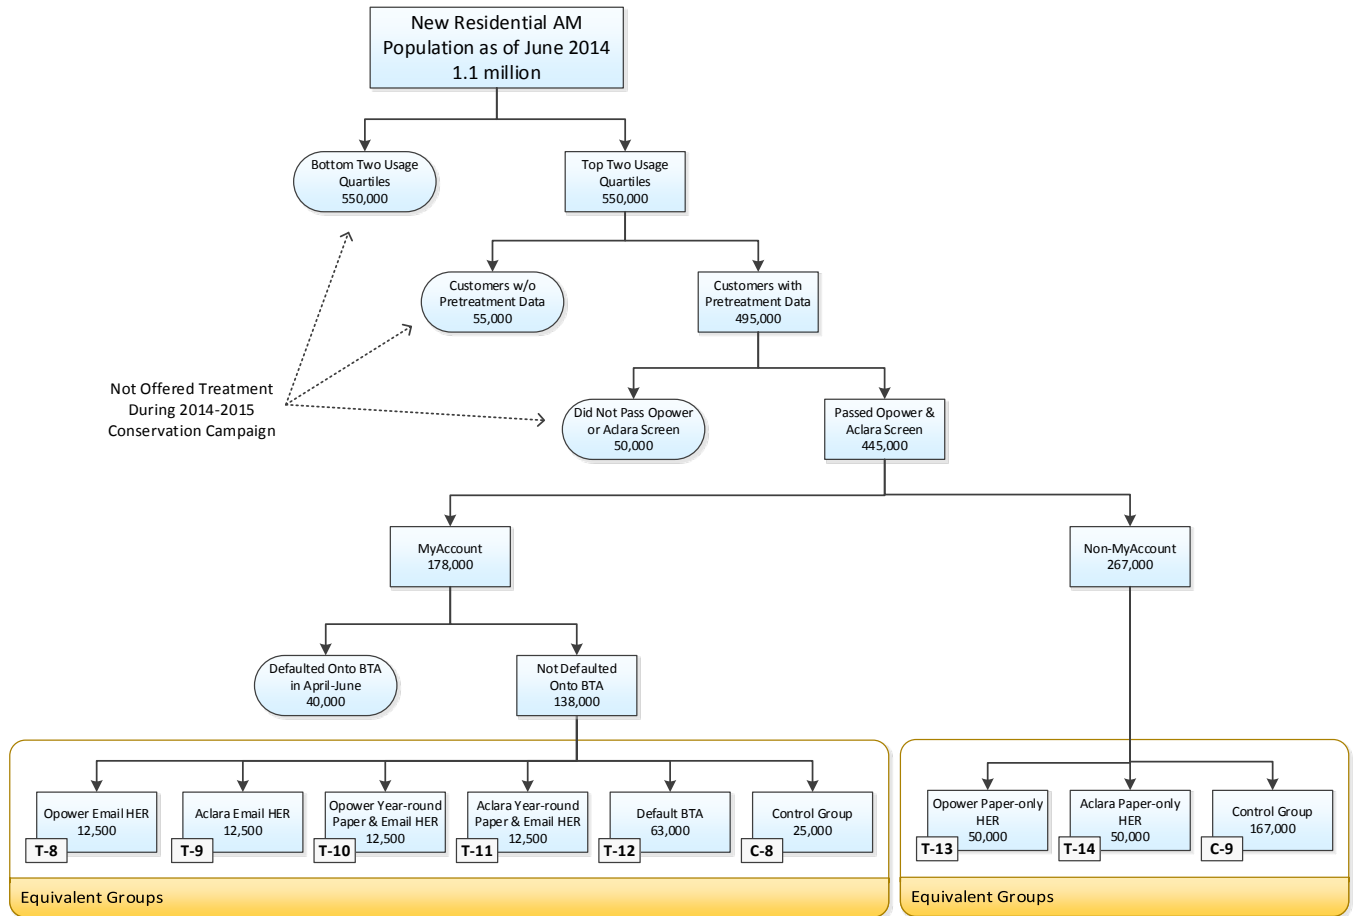 New Residential AM
Population as of June 2014
1.1 million
Bottom Two Usage
Quartiles
550,000
Top Two Usage
Quartiles
550,000
Customers w/o
Pretreatment Data
55,000
Customers with
Pretreatment Data
495,000
Not Offered Treatment
During 2014-2015
Conservation Campaign
Did Not Pass Opower
or Aclara Screen
50,000
Passed Opower &
Aclara Screen
445,000
MyAccount
178,000
Non-MyAccount
267,000
Defaulted Onto BTA
in April-June
40,000
Not Defaulted
Onto BTA
138,000
Opower Email HER
12,500
T-8
Aclara Email HER
12,500
T-9
Opower Year-round
Paper & Email HER
12,500
T-10
Aclara Year-round
Paper & Email HER
12,500
T-11
Default BTA
63,000
T-12
Control Group
25,000
C-8
Equivalent Groups
Opower Paper-only
HER
50,000
T-13
Aclara Paper-only
HER
50,000
T-14
Control Group
167,000
C-9
Equivalent Groups